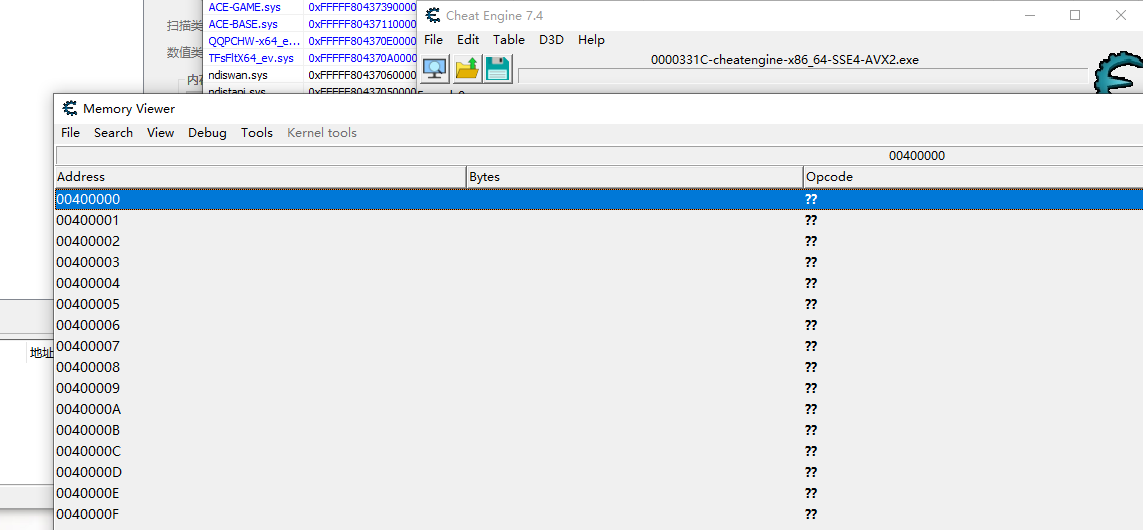 ACE-GAME.sys 0xFFFFF80437390000
ACE-BASE.sys 0xFFFFF80437110000
QQPCHW-x64_e... 0xFFFFF804370E0000
TFsFltX64_ev.sys 0xFFFFF804370A0000
ndiswan.sys 0xFFFFF80437060000
ndistapi.sys 0xFFFFF80437050000
扫描类
数值类
内存
Cheat Engine 7.4
File Edit Table D3D Help
0000331C-cheatengine-x86_64-SSE4-AVX2.exe
Memory Viewer
File Search View Debug Tools Kernel tools
00400000
Address Bytes Opcode
00400000 ??
00400001 ??
00400002 ??
00400003 ??
00400004 ??
00400005 ??
00400006 ??
00400007 ??
00400008 ??
00400009 ??
0040000A ??
0040000B ??
0040000C ??
0040000D ??
0040000E ??
0040000F ??
地址